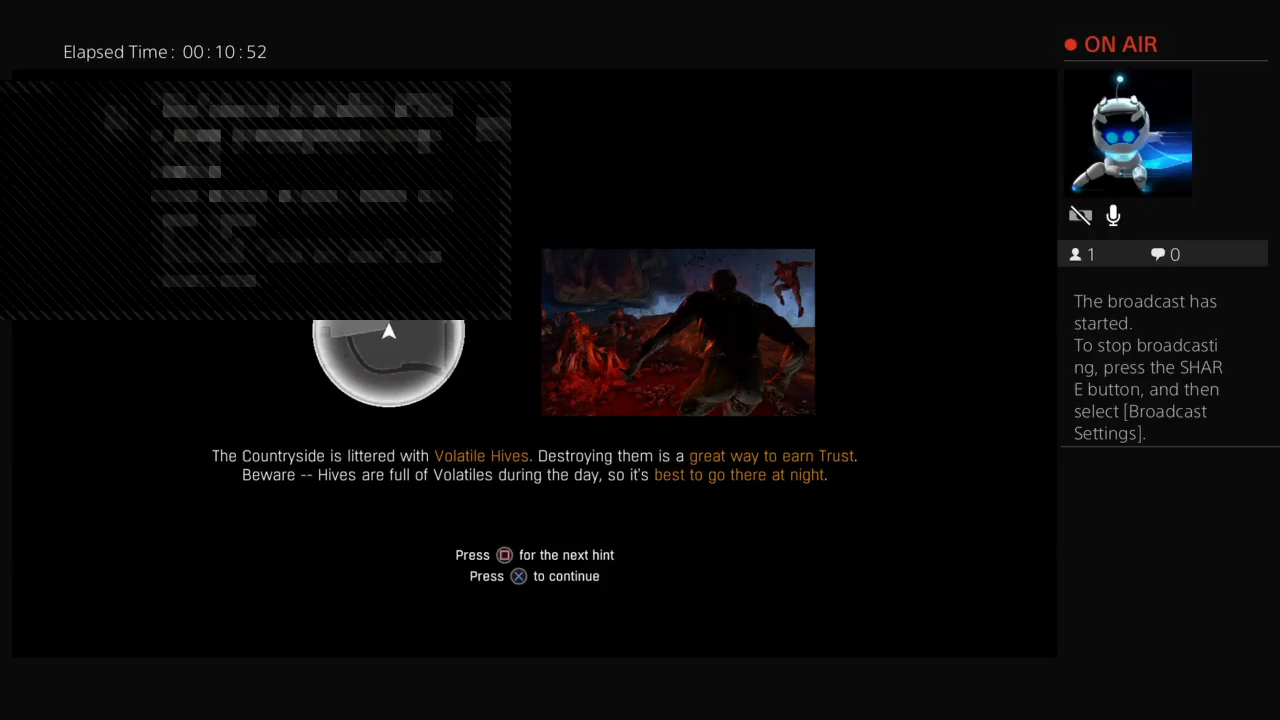 Elapsed Time: 00:10:52
ON AIR
1
0
The broadcast has
started.
To stop broadcasti
ng, press the SHAR
E button, and then
select [Broadcast
Settings].
The Countryside is littered with Volatile Hives. Destroying them is a great way to earn Trust.
Beware -- Hives are full of Volatiles during the day, so it's best to go there at night.
Press for the next hint
Press to continue